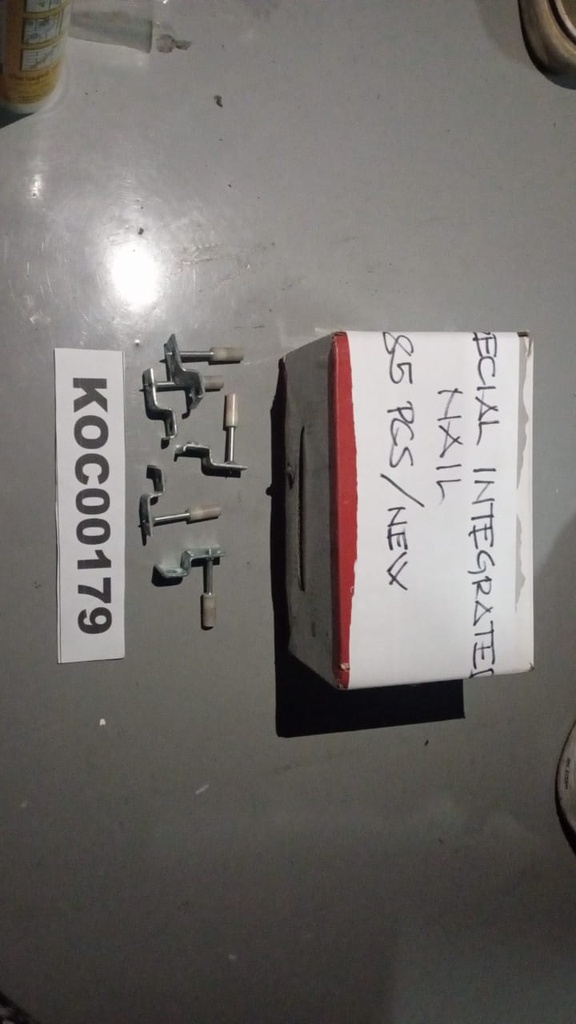 ECIAL INTEGRATED
NAIL
85 PCS/NEW
KOC00179